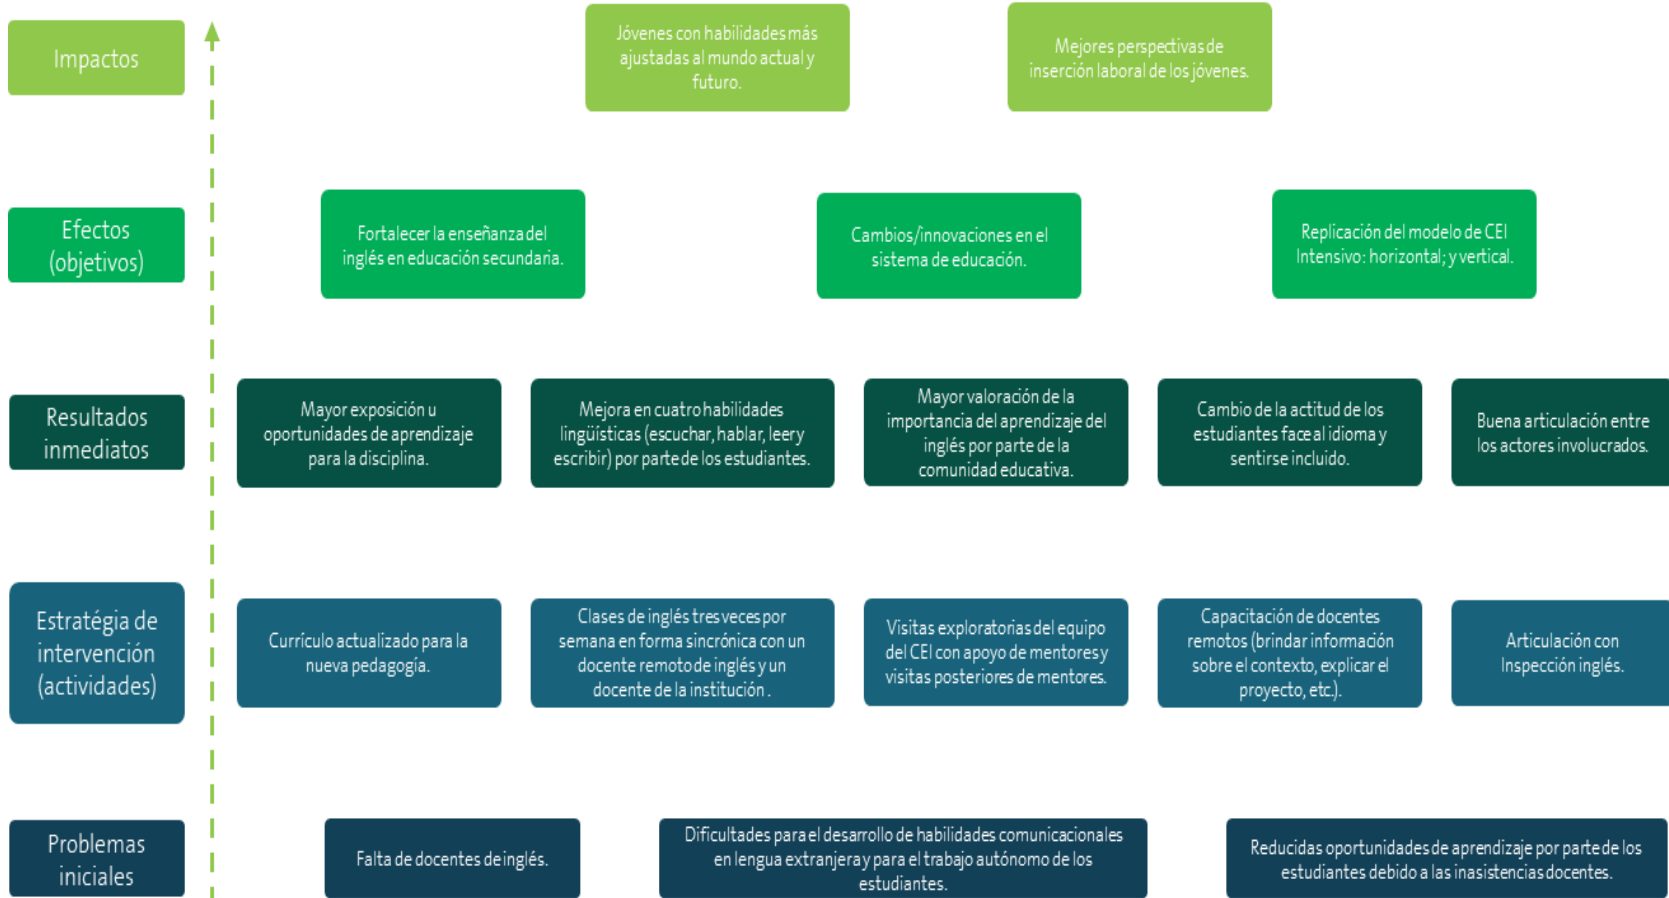 Impactos
Jóvenes con habilidades más
ajustadas al mundo actual y
futuro.
Mejores perspectivas de
inserción laboral de los jóvenes.
Efectos
(objetivos)
Fortalecer la enseñanza del
inglés en educación secundaria.
Cambios/innovaciones en el
sistema de educación.
Replicación del modelo de CEI
Intensivo: horizontal; y vertical.
Resultados
inmediatos
Mayor exposición u
oportunidades de aprendizaje
para la disciplina.
Mejora en cuatro habilidades
lingüísticas (escuchar, hablar, leer y
escribir) por parte de los estudiantes.
Mayor valoración de la
importancia del aprendizaje del
inglés por parte de la
comunidad educativa.
Cambio de la actitud de los
estudiantes face al idioma y
sentirse incluido.
Buena articulación entre
los actores involucrados.
Estratégia de
intervención
(actividades)
Currículo actualizado para la
nueva pedagogía.
Clases de inglés tres veces por
semana en forma sincrónica con un
docente remoto de inglés y un
docente de la institución .
Visitas exploratorias del equipo
del CEI con apoyo de mentores y
visitas posteriores de mentores.
Capacitación de docentes
remotos (brindar información
sobre el contexto, explicar el
proyecto, etc.).
Articulación con
Inspección inglés.
Problemas
iniciales
Falta de docentes de inglés.
Dificultades para el desarrollo de habilidades comunicacionales
en lengua extranjera y para el trabajo autónomo de los
estudiantes.
Reducidas oportunidades de aprendizaje por parte de los
estudiantes debido a las inasistencias docentes.